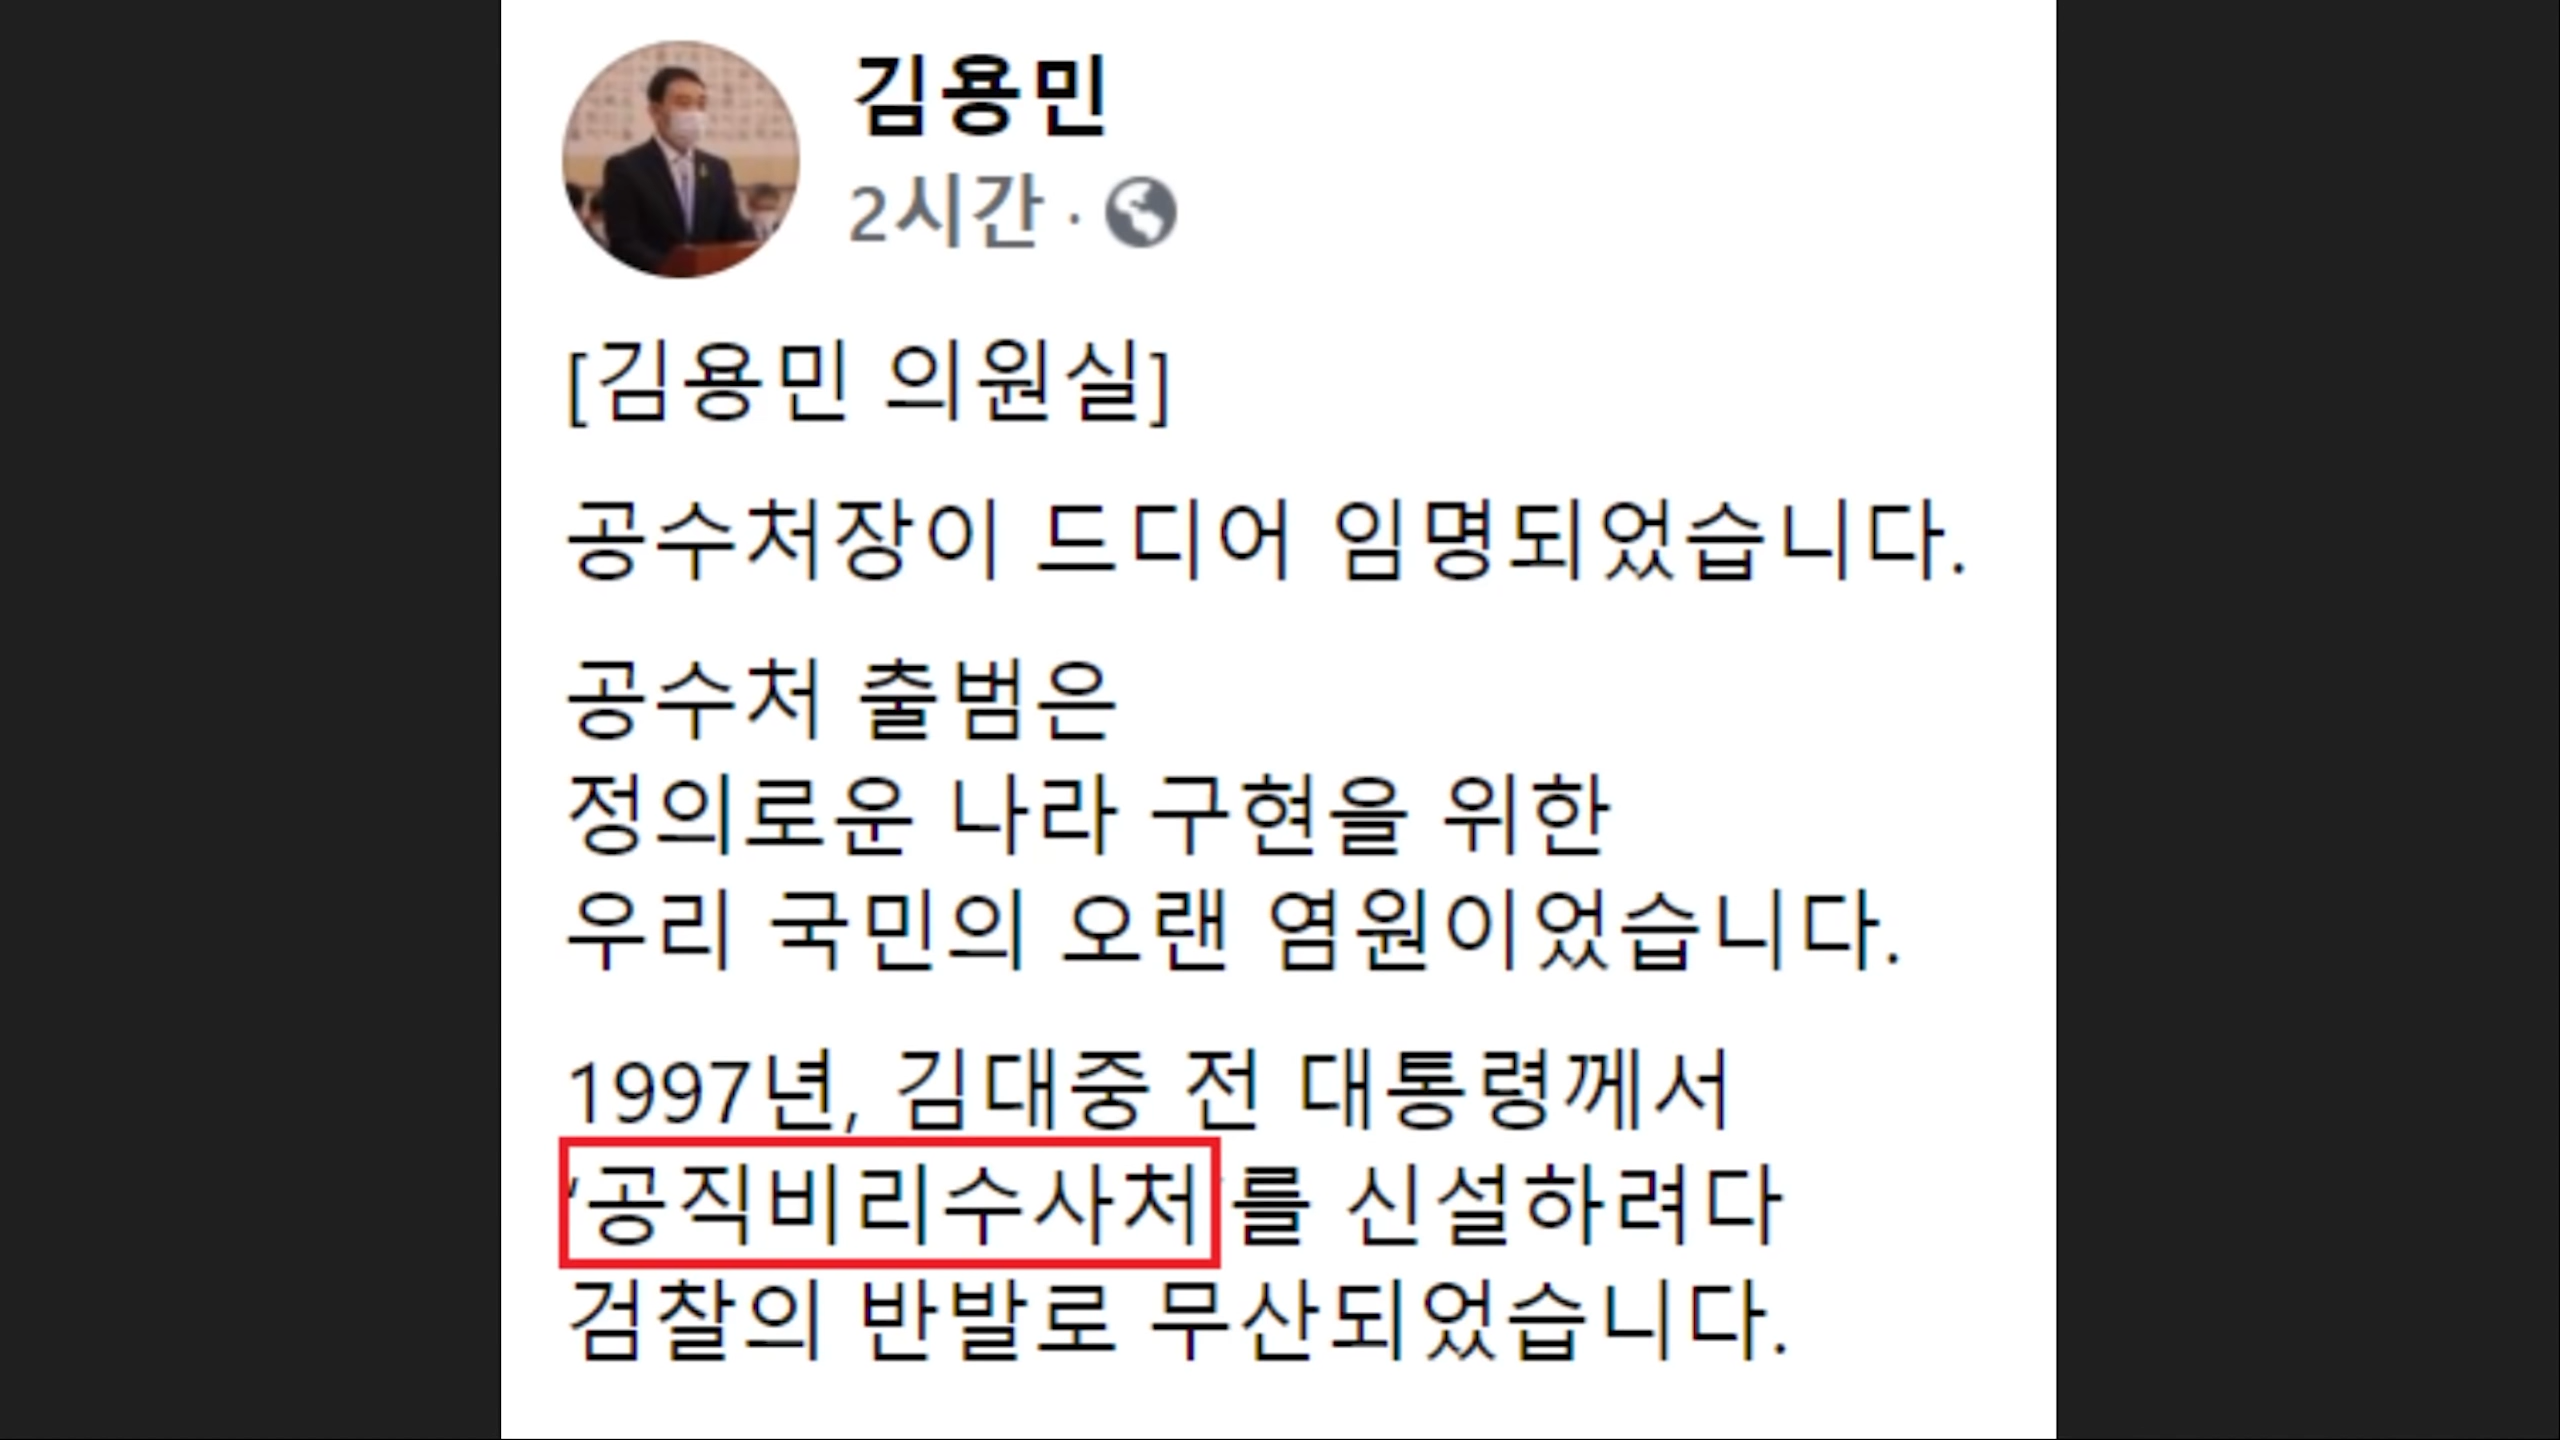 김용민
2시간 ·
[김용민 의원실]
공수처장이 드디어 임명되었습니다.
공수처 출범은
정의로운 나라 구현을 위한
우리 국민의 오랜 염원이었습니다.
1997년, 김대중 전 대통령께서
'공직비리수사처'를 신설하려다
검찰의 반발로 무산되었습니다.